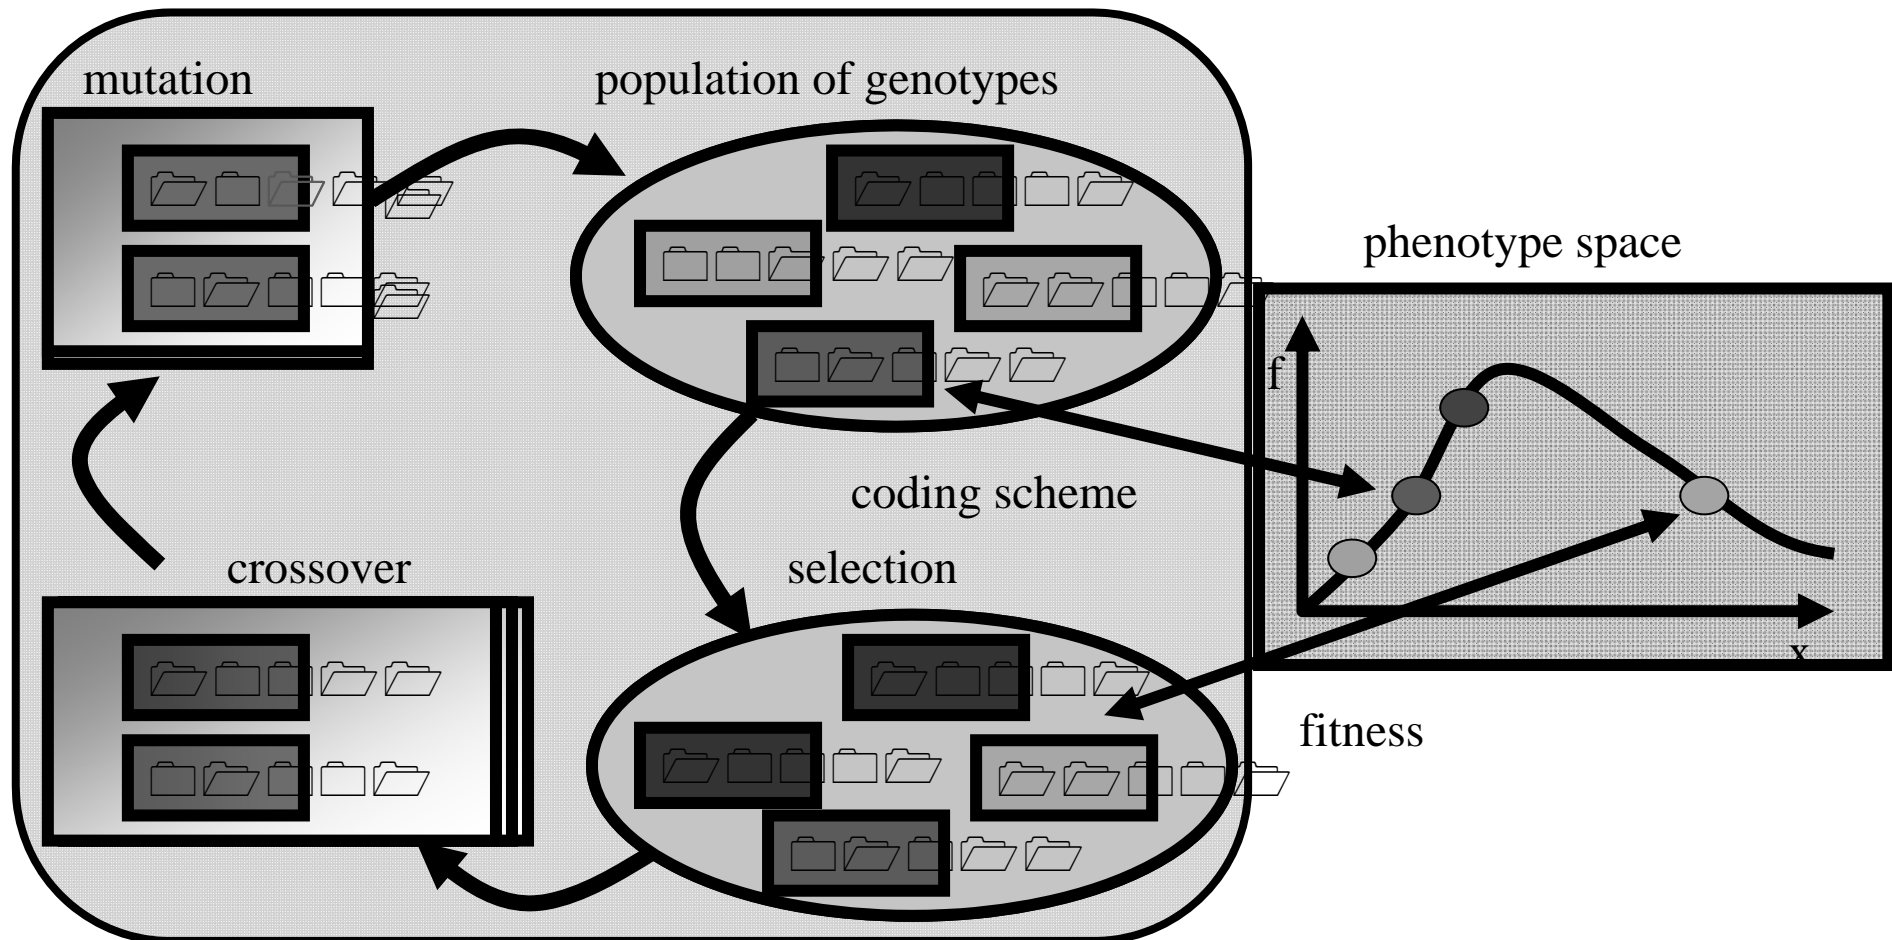 mutation
population of genotypes
phenotype space
f
coding scheme
selection
crossover
x
fitness